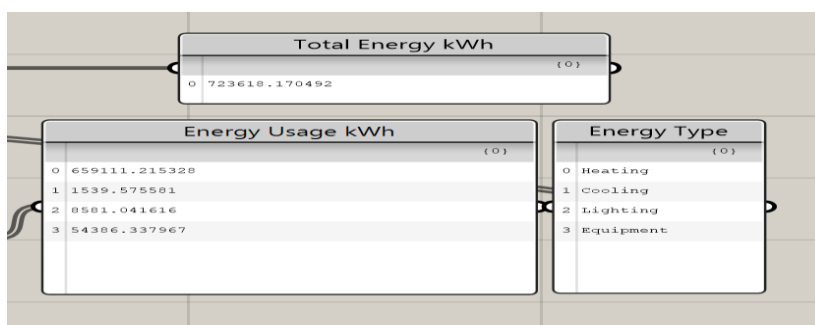 Total Energy kWh
{0}
0 723618.170492
Energy Usage kWh
{0}
0 659111.215328
1 1539.575581
2 8581.041616
3 54386.337967
Energy Type
{0}
0 Heating
1 Cooling
2 Lighting
3 Equipment